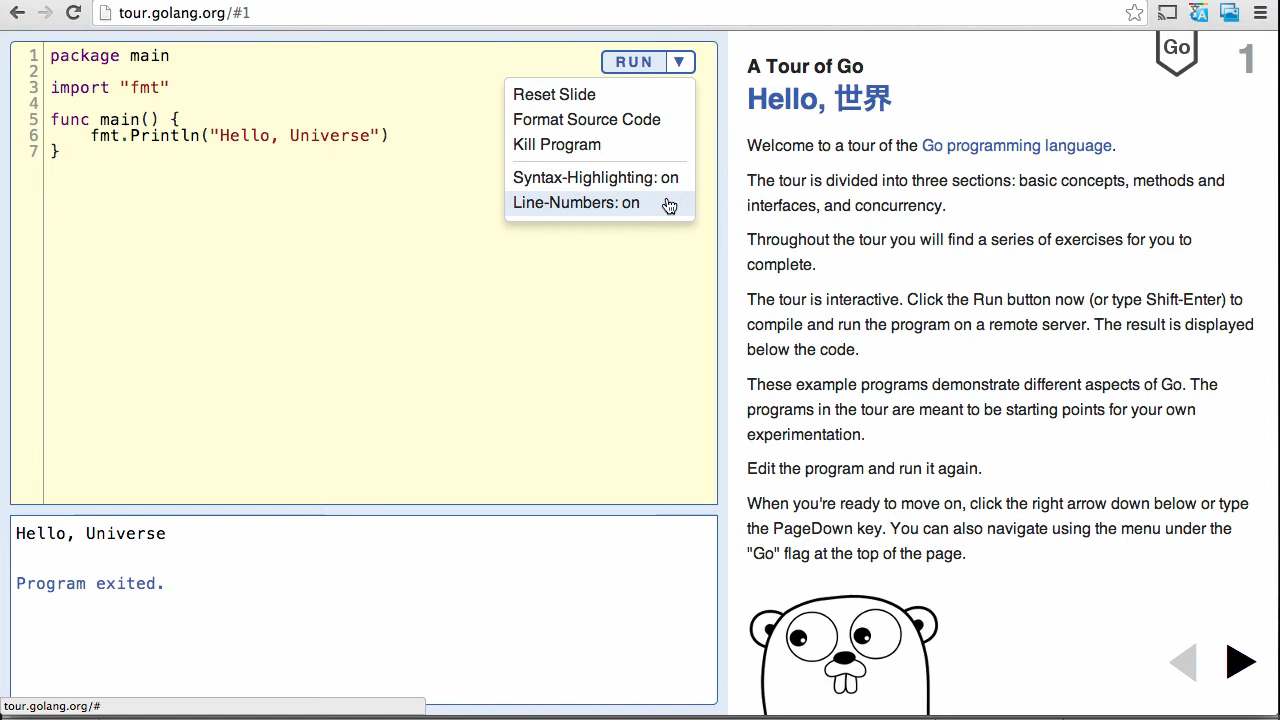 tour.golang.org/#1
1 package main
2
3 import "fmt"
4
5 func main() {
6     fmt.Println("Hello, Universe")
7 }
RUN ▼
Reset Slide
Format Source Code
Kill Program
Syntax-Highlighting: on
Line-Numbers: on
Hello, Universe
Program exited.
tour.golang.org/#
Go
1
A Tour of Go
Hello, 世界
Welcome to a tour of the Go programming language.
The tour is divided into three sections: basic concepts, methods and
interfaces, and concurrency.
Throughout the tour you will find a series of exercises for you to
complete.
The tour is interactive. Click the Run button now (or type Shift-Enter) to
compile and run the program on a remote server. The result is displayed
below the code.
These example programs demonstrate different aspects of Go. The
programs in the tour are meant to be starting points for your own
experimentation.
Edit the program and run it again.
When you're ready to move on, click the right arrow down below or type
the PageDown key. You can also navigate using the menu under the
"Go" flag at the top of the page.